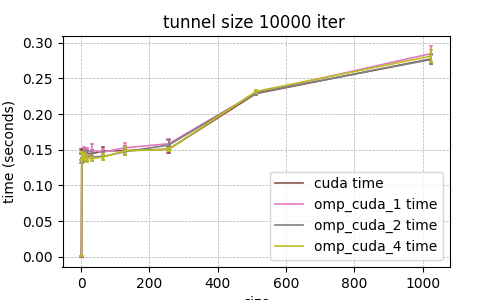 tunnel size 10000 iter
time (seconds)
0.30
0.25
0.20
0.15
0.10
0.05
0.00
cuda time
omp_cuda_1 time
omp_cuda_2 time
omp_cuda_4 time
0 200 400 600 800 1000
size